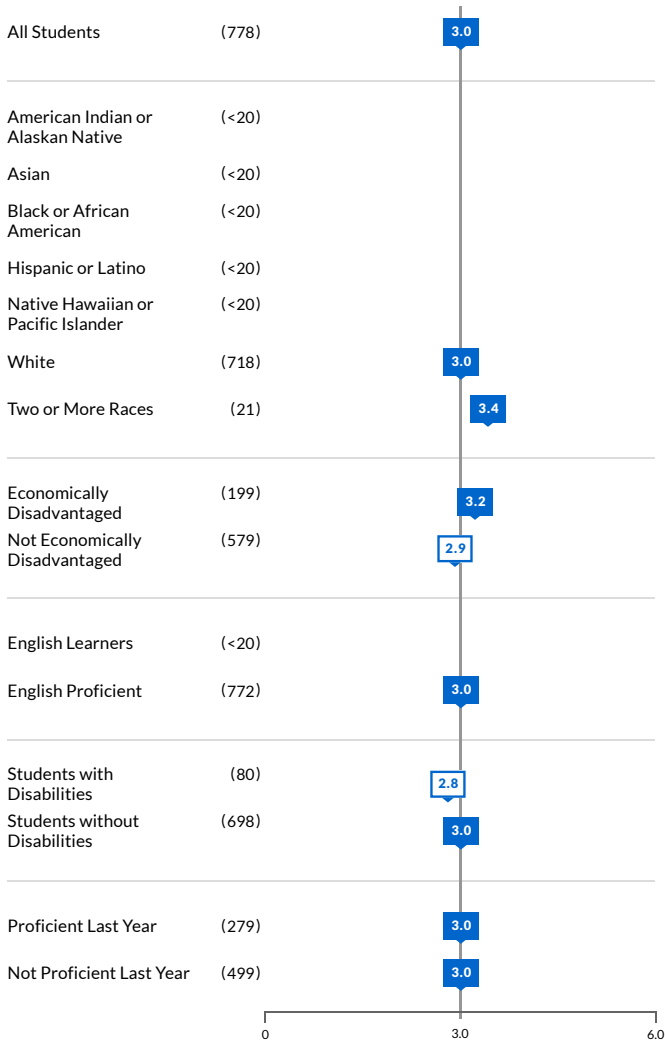 All Students (778) 3.0
American Indian or (<20)
Alaskan Native
Asian (<20)
Black or African (<20)
American
Hispanic or Latino (<20)
Native Hawaiian or (<20)
Pacific Islander
White (718) 3.0
Two or More Races (21) 3.4
Economically (199) 3.2
Disadvantaged
Not Economically (579) 2.9
Disadvantaged
English Learners (<20)
English Proficient (772) 3.0
Students with (80) 2.8
Disabilities
Students without (698) 3.0
Disabilities
Proficient Last Year (279) 3.0
Not Proficient Last Year (499) 3.0
0 3.0 6.0